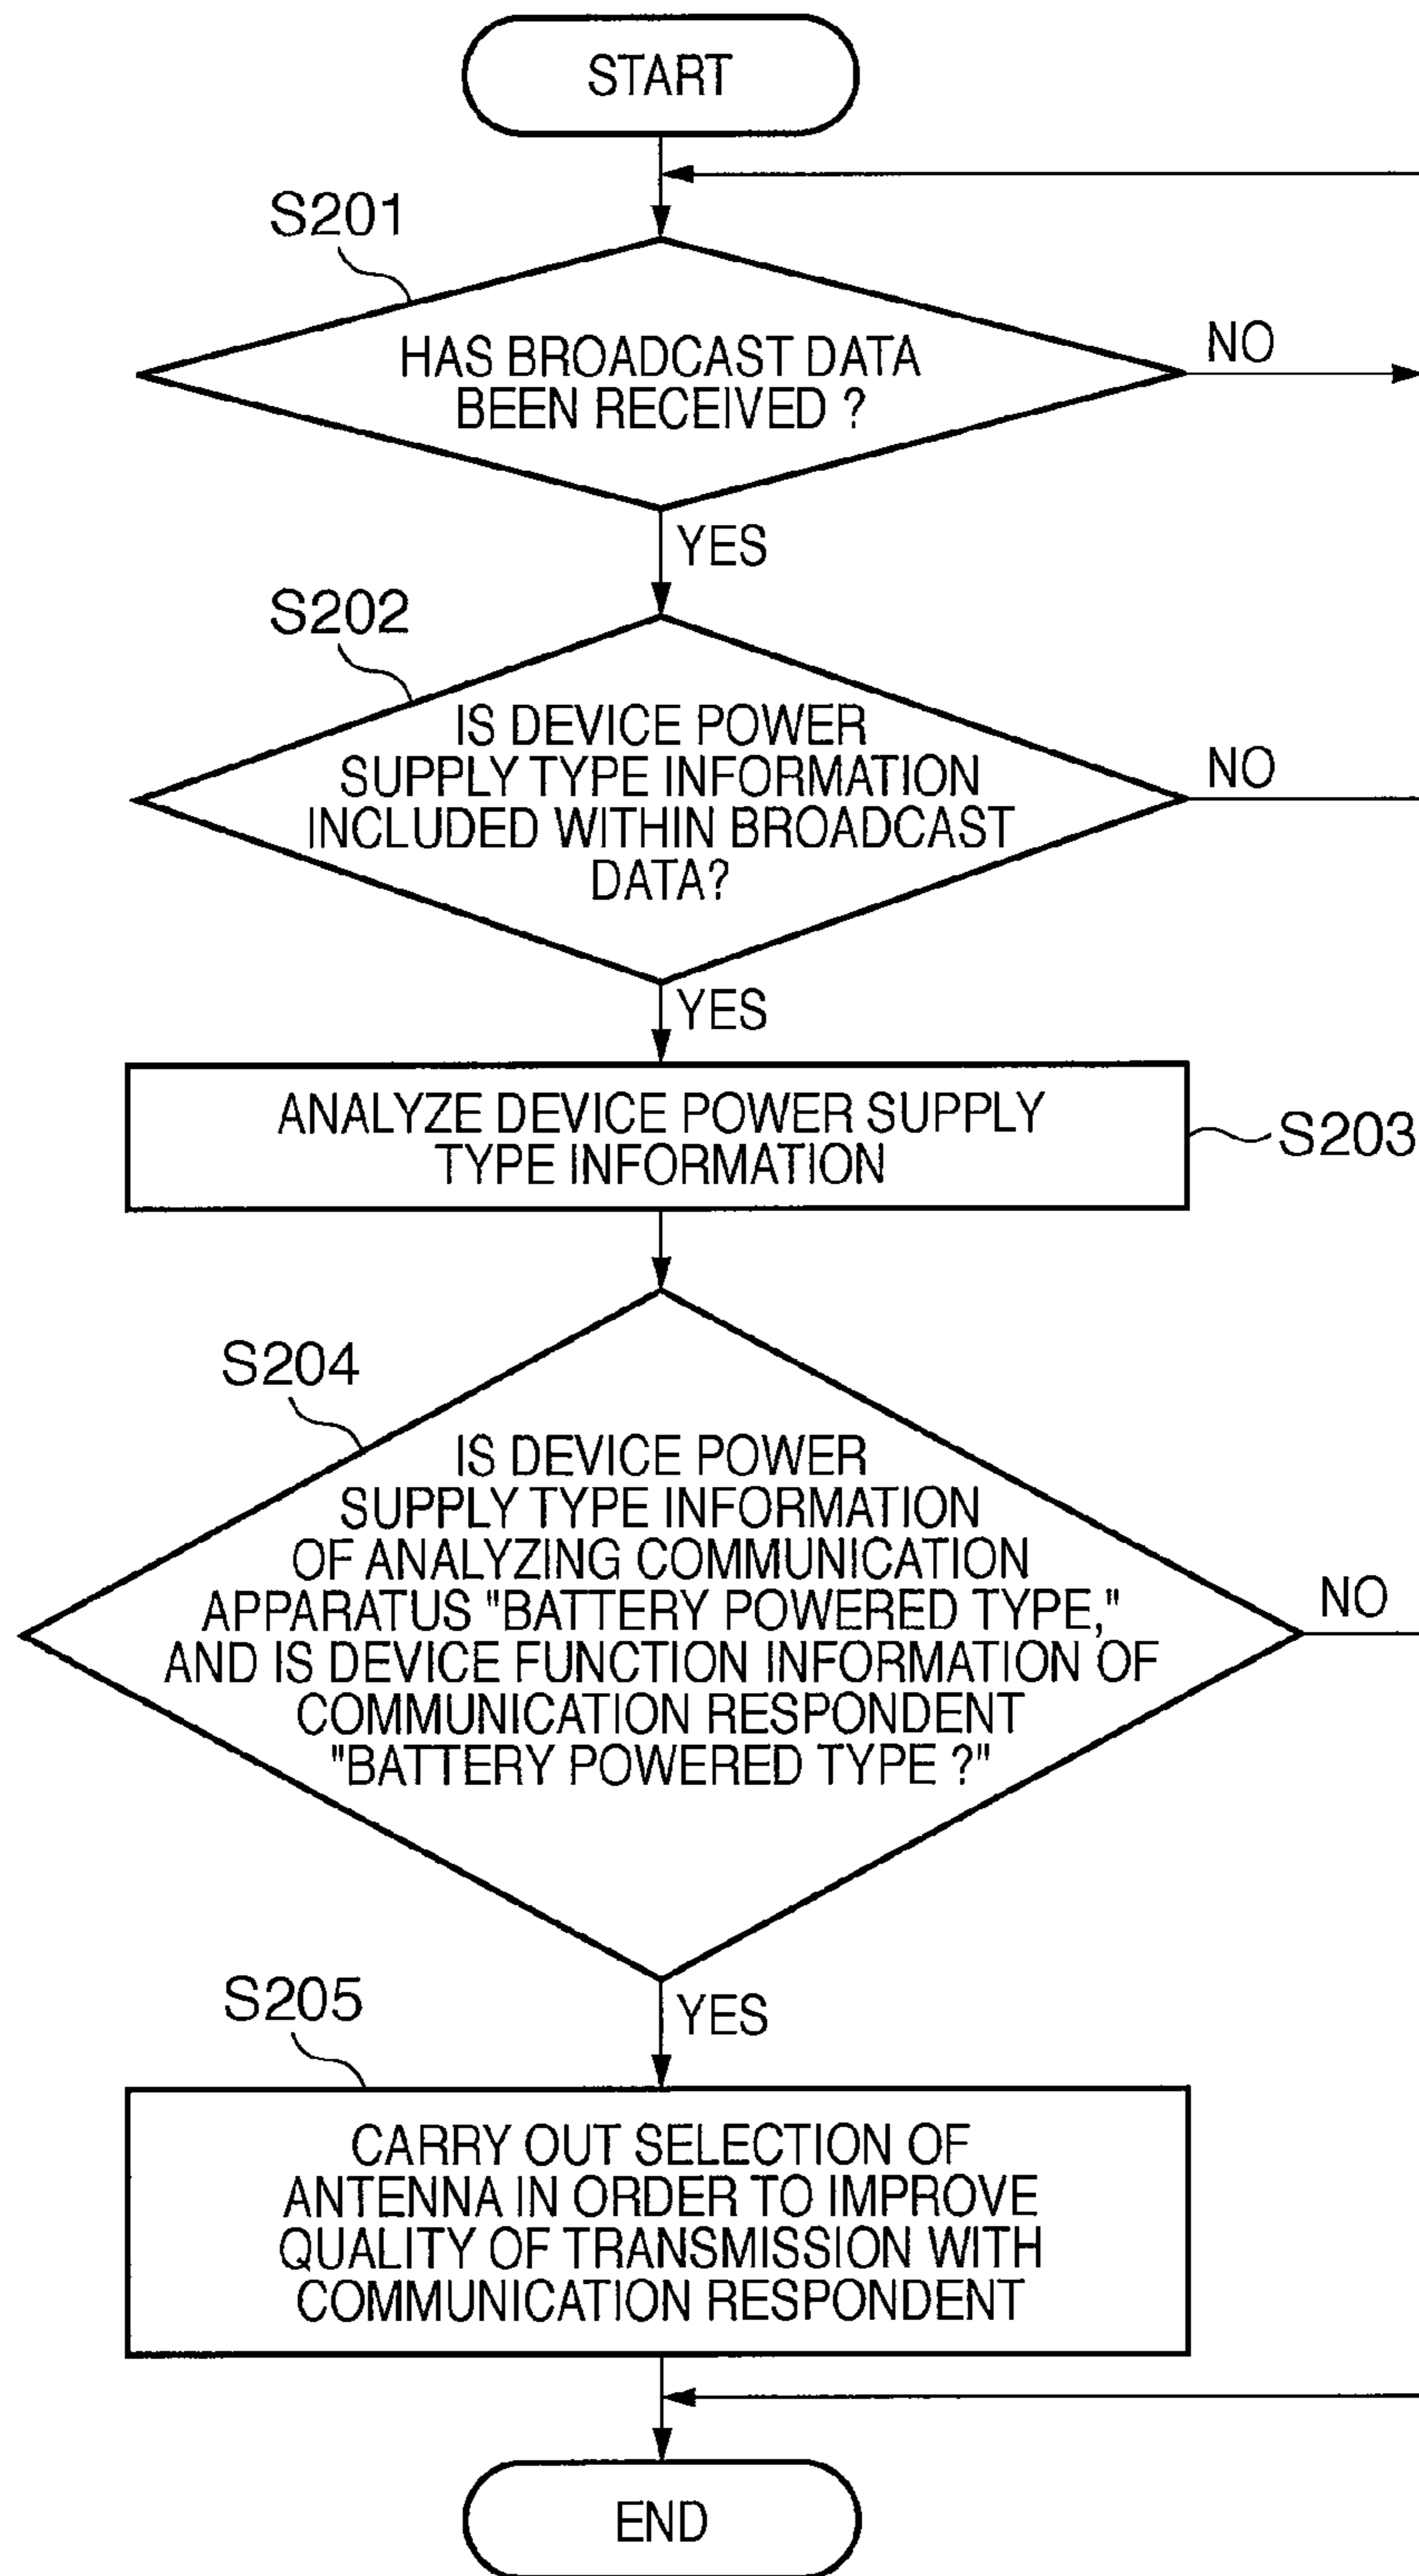 START
S201
HAS BROADCAST DATA
BEEN RECEIVED ?
NO
YES
S202
IS DEVICE POWER
SUPPLY TYPE INFORMATION
INCLUDED WITHIN BROADCAST
DATA?
NO
YES
ANALYZE DEVICE POWER SUPPLY
TYPE INFORMATION
S203
S204
IS DEVICE POWER
SUPPLY TYPE INFORMATION
OF ANALYZING COMMUNICATION
APPARATUS "BATTERY POWERED TYPE,"
AND IS DEVICE FUNCTION INFORMATION OF
COMMUNICATION RESPONDENT
"BATTERY POWERED TYPE ?"
NO
YES
S205
CARRY OUT SELECTION OF
ANTENNA IN ORDER TO IMPROVE
QUALITY OF TRANSMISSION WITH
COMMUNICATION RESPONDENT
END